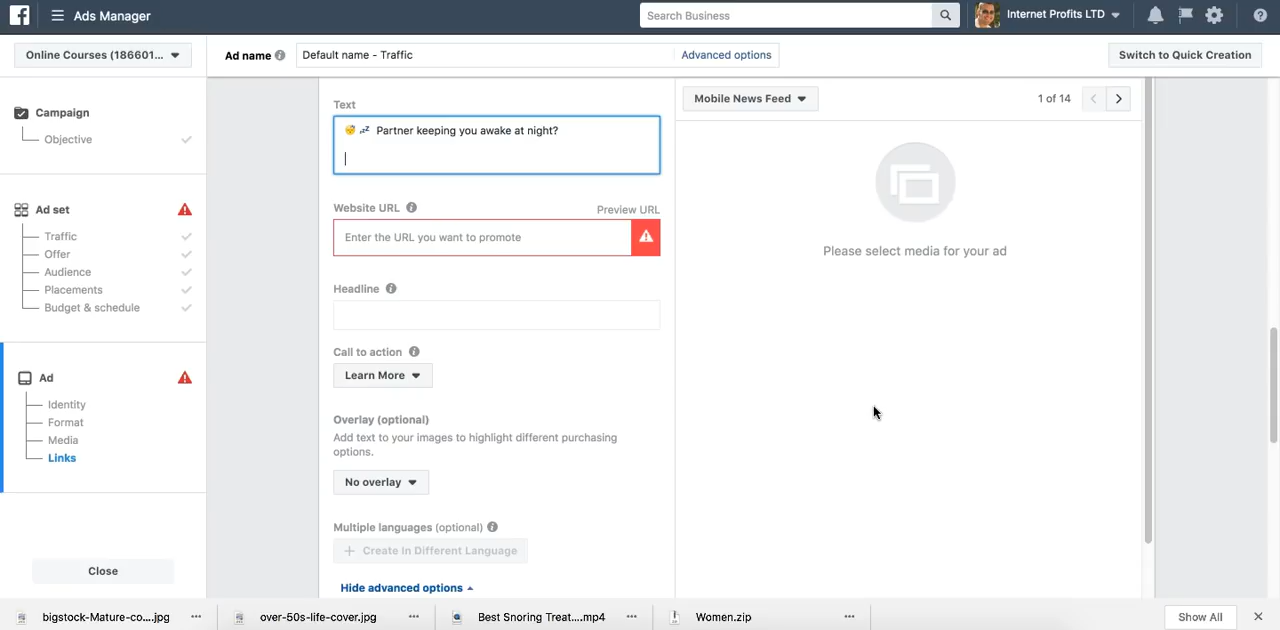 Ads Manager
Search Business
Internet Profits LTD
Online Courses (186601...
Ad name
Default name - Traffic
Advanced options
Switch to Quick Creation
Campaign
Objective
Ad set
Traffic
Offer
Audience
Placements
Budget & schedule
Ad
Identity
Format
Media
Links
Close
Text
😴 💤 Partner keeping you awake at night?
Website URL
Preview URL
Enter the URL you want to promote
Headline
Call to action
Learn More
Overlay (optional)
Add text to your images to highlight different purchasing
options.
No overlay
Multiple languages (optional)
+ Create In Different Language
Hide advanced options
Mobile News Feed
1 of 14
Please select media for your ad
bigstock-Mature-co....jpg
over-50s-life-cover.jpg
Best Snoring Treat....mp4
Women.zip
Show All